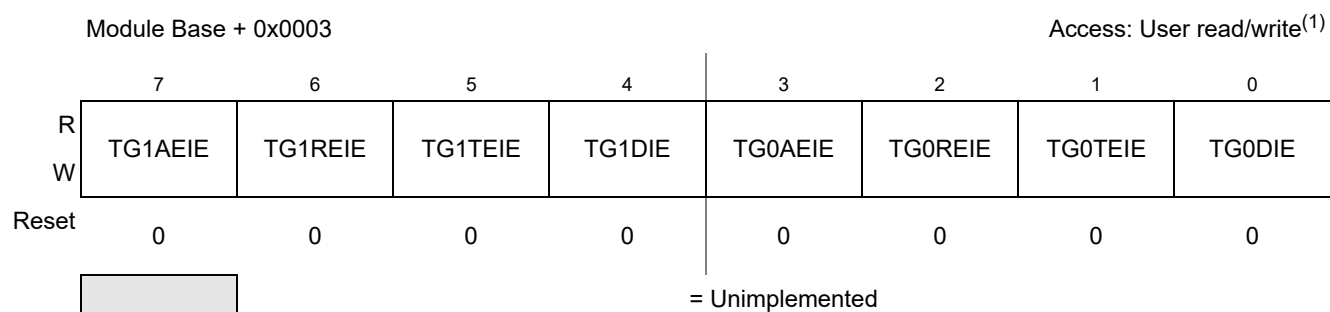 Module Base + 0x0003 Access: User read/write(1)
7 6 5 4 3 2 1 0
R
TG1AEIE TG1REIE TG1TEIE TG1DIE TG0AEIE TG0REIE TG0TEIE TG0DIE
W
Reset 0 0 0 0 0 0 0 0
= Unimplemented